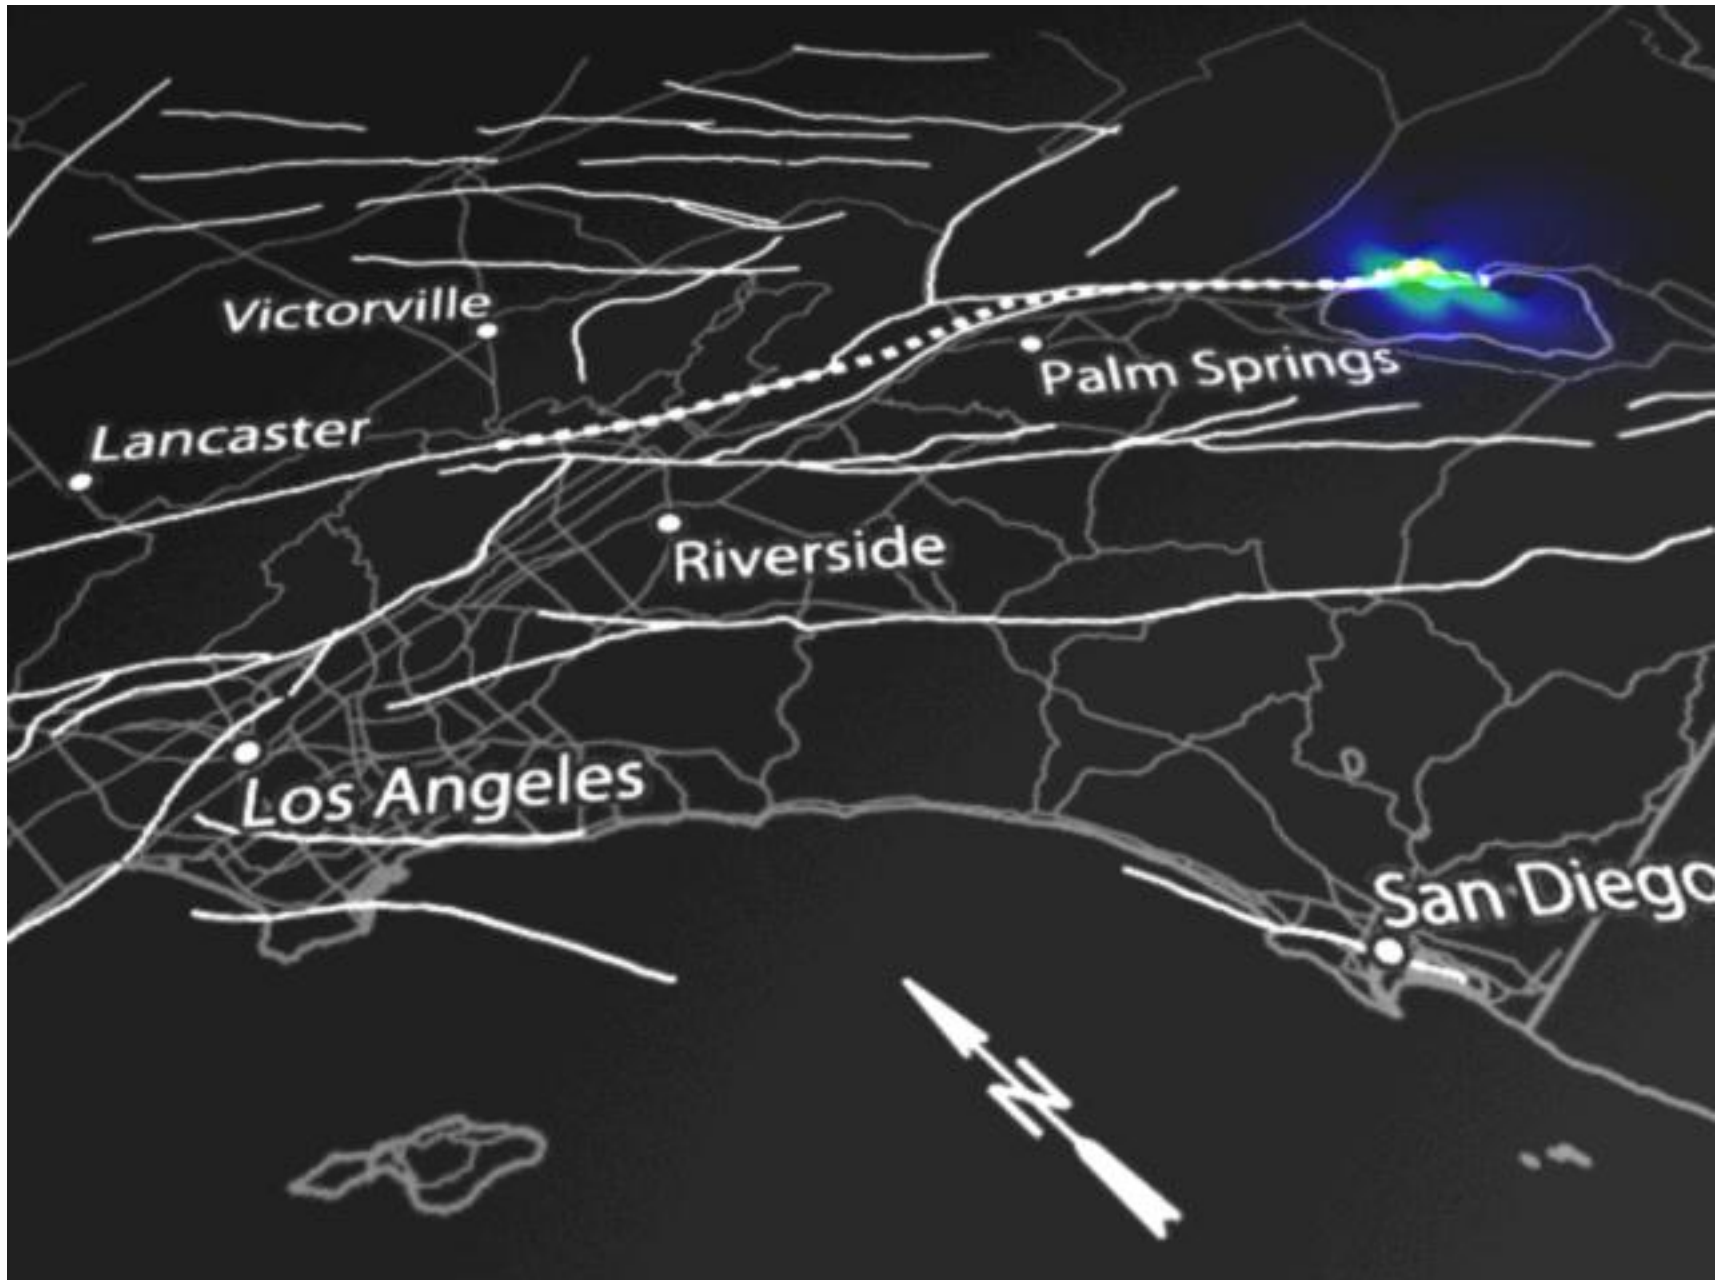 Victorville
Lancaster
Palm Springs
Riverside
Los Angeles
San Diego
N